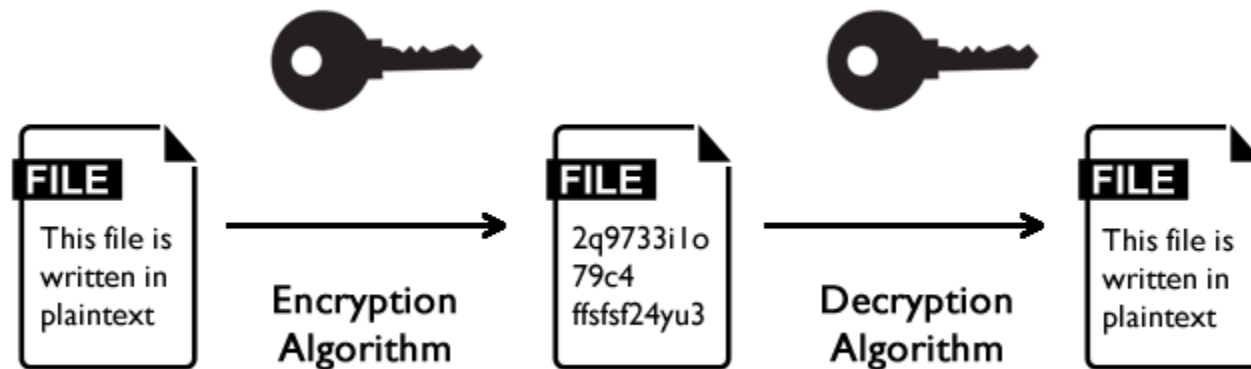 FILE
This file is
written in
plaintext
Encryption
Algorithm
FILE
2q9733i1o
79c4
ffsfsf24yu3
Decryption
Algorithm
FILE
This file is
written in
plaintext